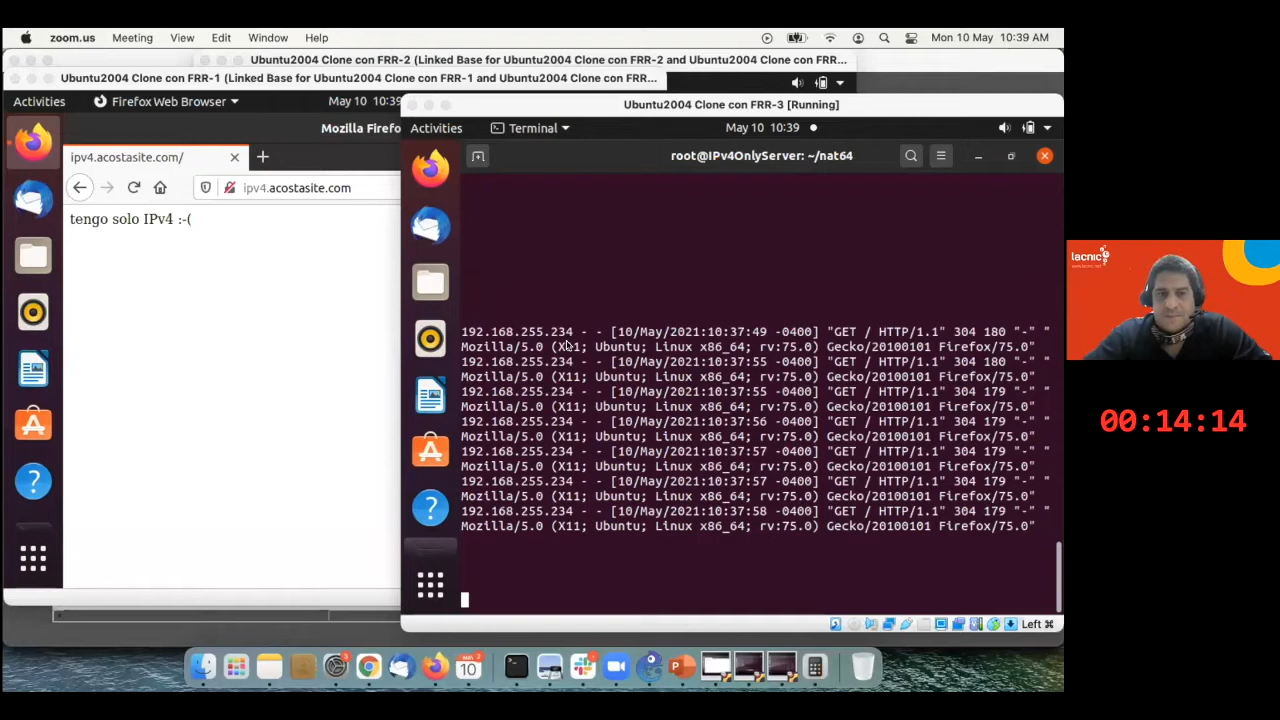 zoom.us Meeting View Edit Window Help Mon 10 May 10:39 AM
Ubuntu2004 Clone con FRR-2 (Linked Base for Ubuntu2004 Clone con FRR-2 and Ubuntu2004 Clone con FRR...
Ubuntu2004 Clone con FRR-1 (Linked Base for Ubuntu2004 Clone con FRR-1 and Ubuntu2004 Clone con FRR...
Activities Firefox Web Browser May 10 10:39
Mozilla Firefo
ipv4.acostasite.com/
ipv4.acostasite.com
tengo solo IPv4 :-(
Ubuntu2004 Clone con FRR-3 [Running]
Activities Terminal May 10 10:39
root@IPv4OnlyServer: ~/nat64
192.168.255.234 - - [10/May/2021:10:37:49 -0400] "GET / HTTP/1.1" 304 180 "-" "
Mozilla/5.0 (X11; Ubuntu; Linux x86_64; rv:75.0) Gecko/20100101 Firefox/75.0"
192.168.255.234 - - [10/May/2021:10:37:55 -0400] "GET / HTTP/1.1" 304 180 "-" "
Mozilla/5.0 (X11; Ubuntu; Linux x86_64; rv:75.0) Gecko/20100101 Firefox/75.0"
192.168.255.234 - - [10/May/2021:10:37:55 -0400] "GET / HTTP/1.1" 304 179 "-" "
Mozilla/5.0 (X11; Ubuntu; Linux x86_64; rv:75.0) Gecko/20100101 Firefox/75.0"
192.168.255.234 - - [10/May/2021:10:37:56 -0400] "GET / HTTP/1.1" 304 179 "-" "
Mozilla/5.0 (X11; Ubuntu; Linux x86_64; rv:75.0) Gecko/20100101 Firefox/75.0"
192.168.255.234 - - [10/May/2021:10:37:57 -0400] "GET / HTTP/1.1" 304 179 "-" "
Mozilla/5.0 (X11; Ubuntu; Linux x86_64; rv:75.0) Gecko/20100101 Firefox/75.0"
192.168.255.234 - - [10/May/2021:10:37:57 -0400] "GET / HTTP/1.1" 304 179 "-" "
Mozilla/5.0 (X11; Ubuntu; Linux x86_64; rv:75.0) Gecko/20100101 Firefox/75.0"
192.168.255.234 - - [10/May/2021:10:37:58 -0400] "GET / HTTP/1.1" 304 179 "-" "
Mozilla/5.0 (X11; Ubuntu; Linux x86_64; rv:75.0) Gecko/20100101 Firefox/75.0"
Left ⌘
10
lacnic
00:14:14